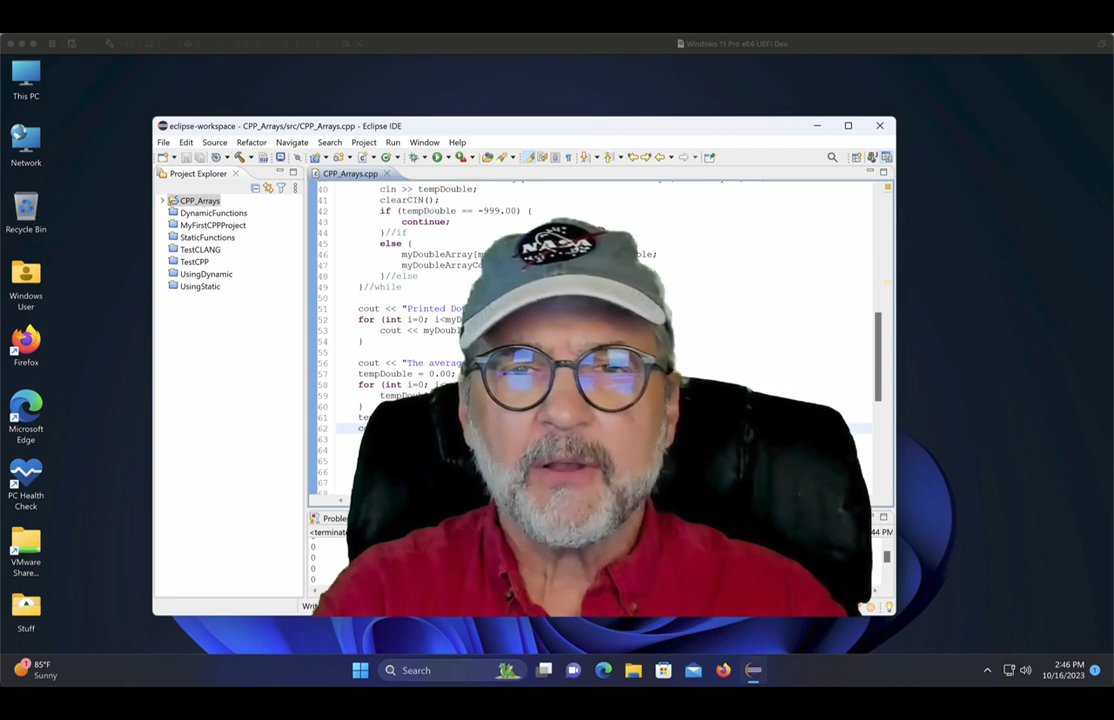 Windows 11 Pro x64 UEFI Dev
This PC
Network
Recycle Bin
Windows
User
Firefox
Microsoft
Edge
PC Health
Check
VMware
Share...
Stuff
eclipse-workspace - CPP_Arrays/src/CPP_Arrays.cpp - Eclipse IDE
File Edit Source Refactor Navigate Search Project Run Window Help
Project Explorer
CPP_Arrays
DynamicFunctions
MyFirstCPPProject
StaticFunctions
TestCLANG
TestCPP
UsingDynamic
UsingStatic
CPP_Arrays.cpp
40 cin >> tempDouble;
41 clearCIN();
42 if (tempDouble == -999.00) {
43 continue;
44 }//if
45 else {
46 myDoubleArray[
47 myDoubleArrayCo
48 }//else
49 }//while
50
51 cout << "Printed Do
52 for (int i=0; i<myD
53 cout << myDoubl
54 }
55
56 cout << "The averag
57 tempDouble = 0.00;
58 for (int i=0; i<
59 tempDou
60 }
61
62
63
64
65
66
67
NASA
Proble
<terminate
44 PM
0
0
0
0
Writ
85°F
Sunny
Search
2:46 PM
10/16/2023